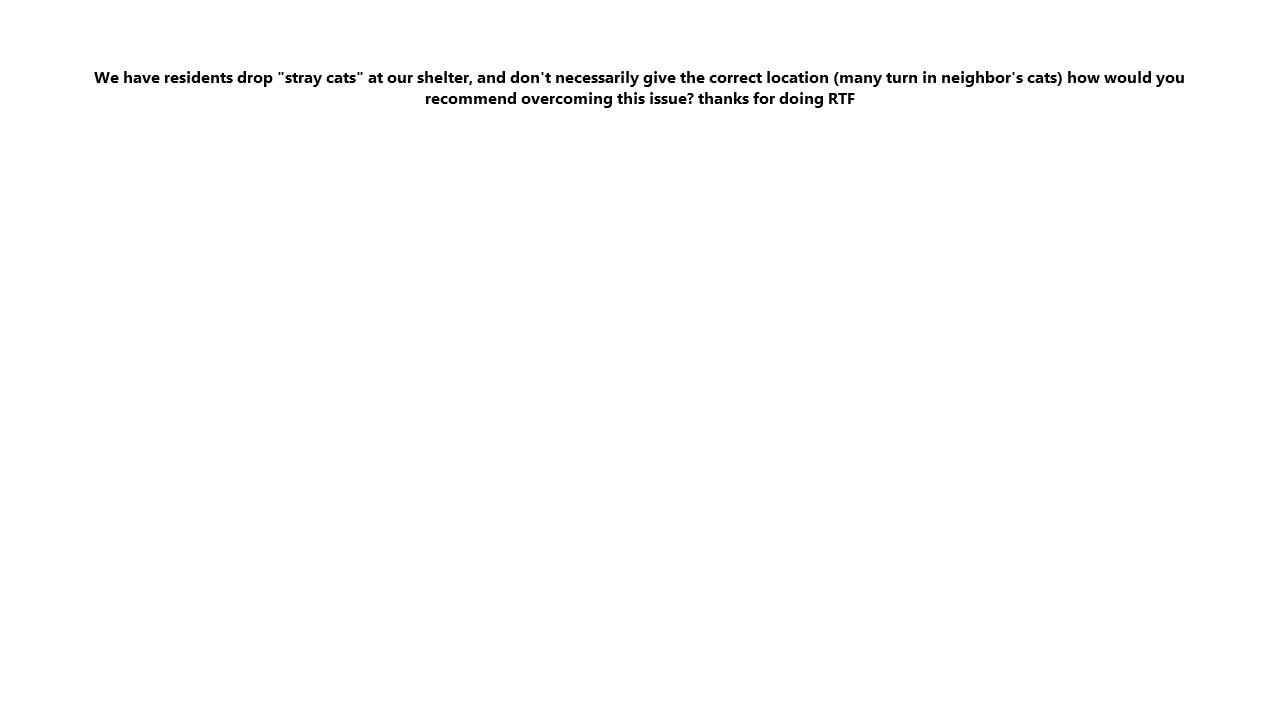 We have residents drop "stray cats" at our shelter, and don't necessarily give the correct location (many turn in neighbor's cats) how would you
recommend overcoming this issue? thanks for doing RTF